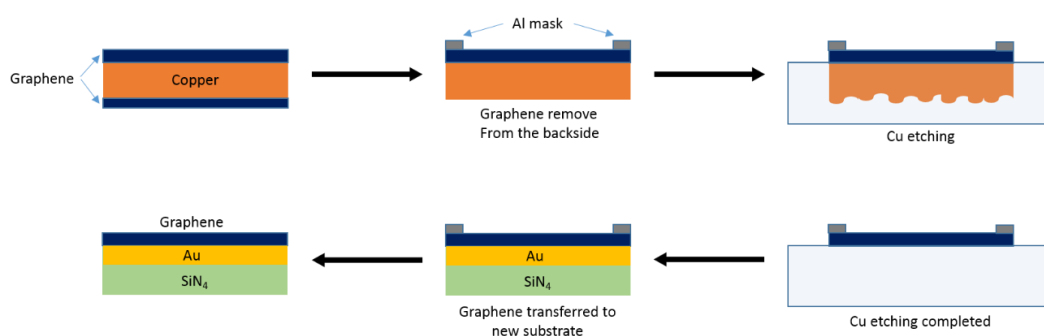 Al mask
Graphene
Copper
Graphene remove
From the backside
Cu etching
Graphene
Au
SiN₄
Au
SiN₄
Graphene transferred to
new substrate
Cu etching completed